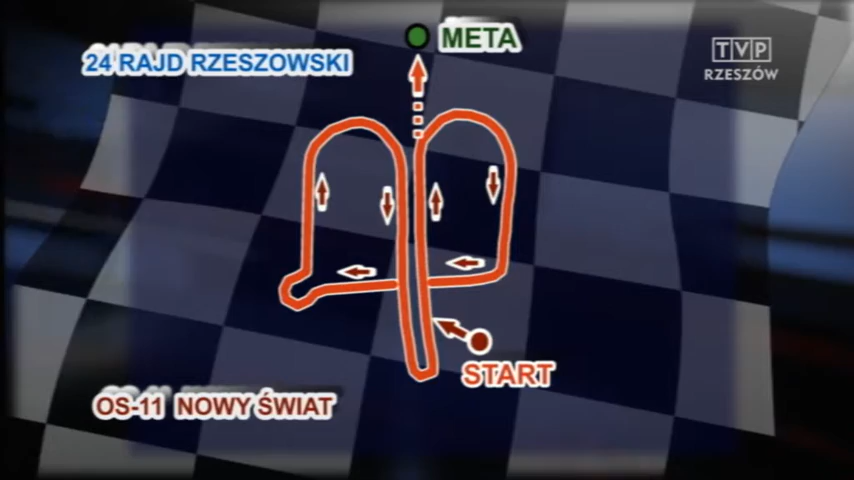 META
24 RAJD RZESZOWSKI
TVP
RZESZÓW
START
OS-11 NOWY ŚWIAT